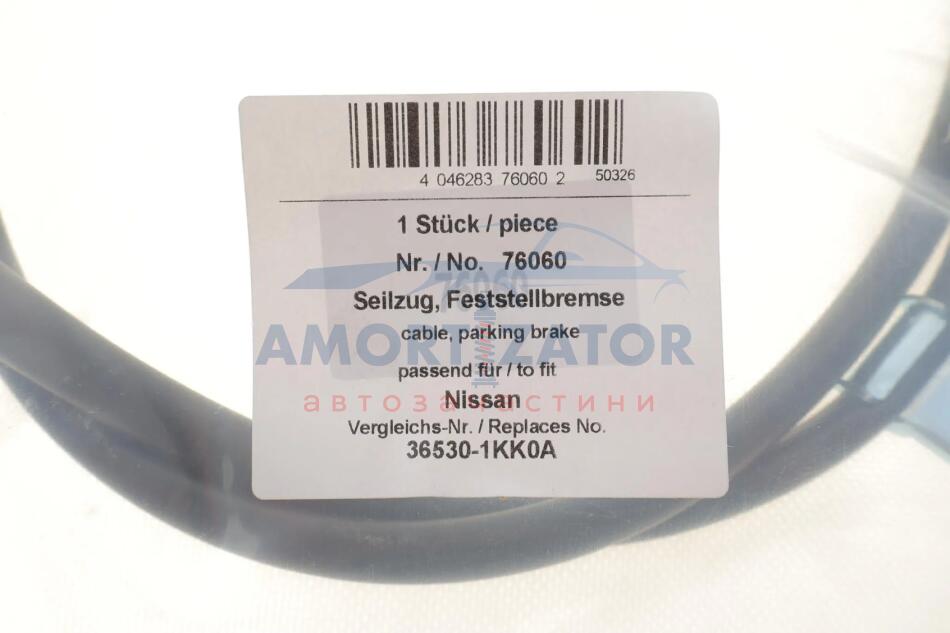 4 046283 76060 2 50326
1 Stück / piece
Nr. / No. 76060
76060
Seilzug, Feststellbremse
cable, parking brake
AMORTIZATOR
passend für / to fit
автозапчастини
Nissan
Vergleichs-Nr. / Replaces No.
36530-1KK0A